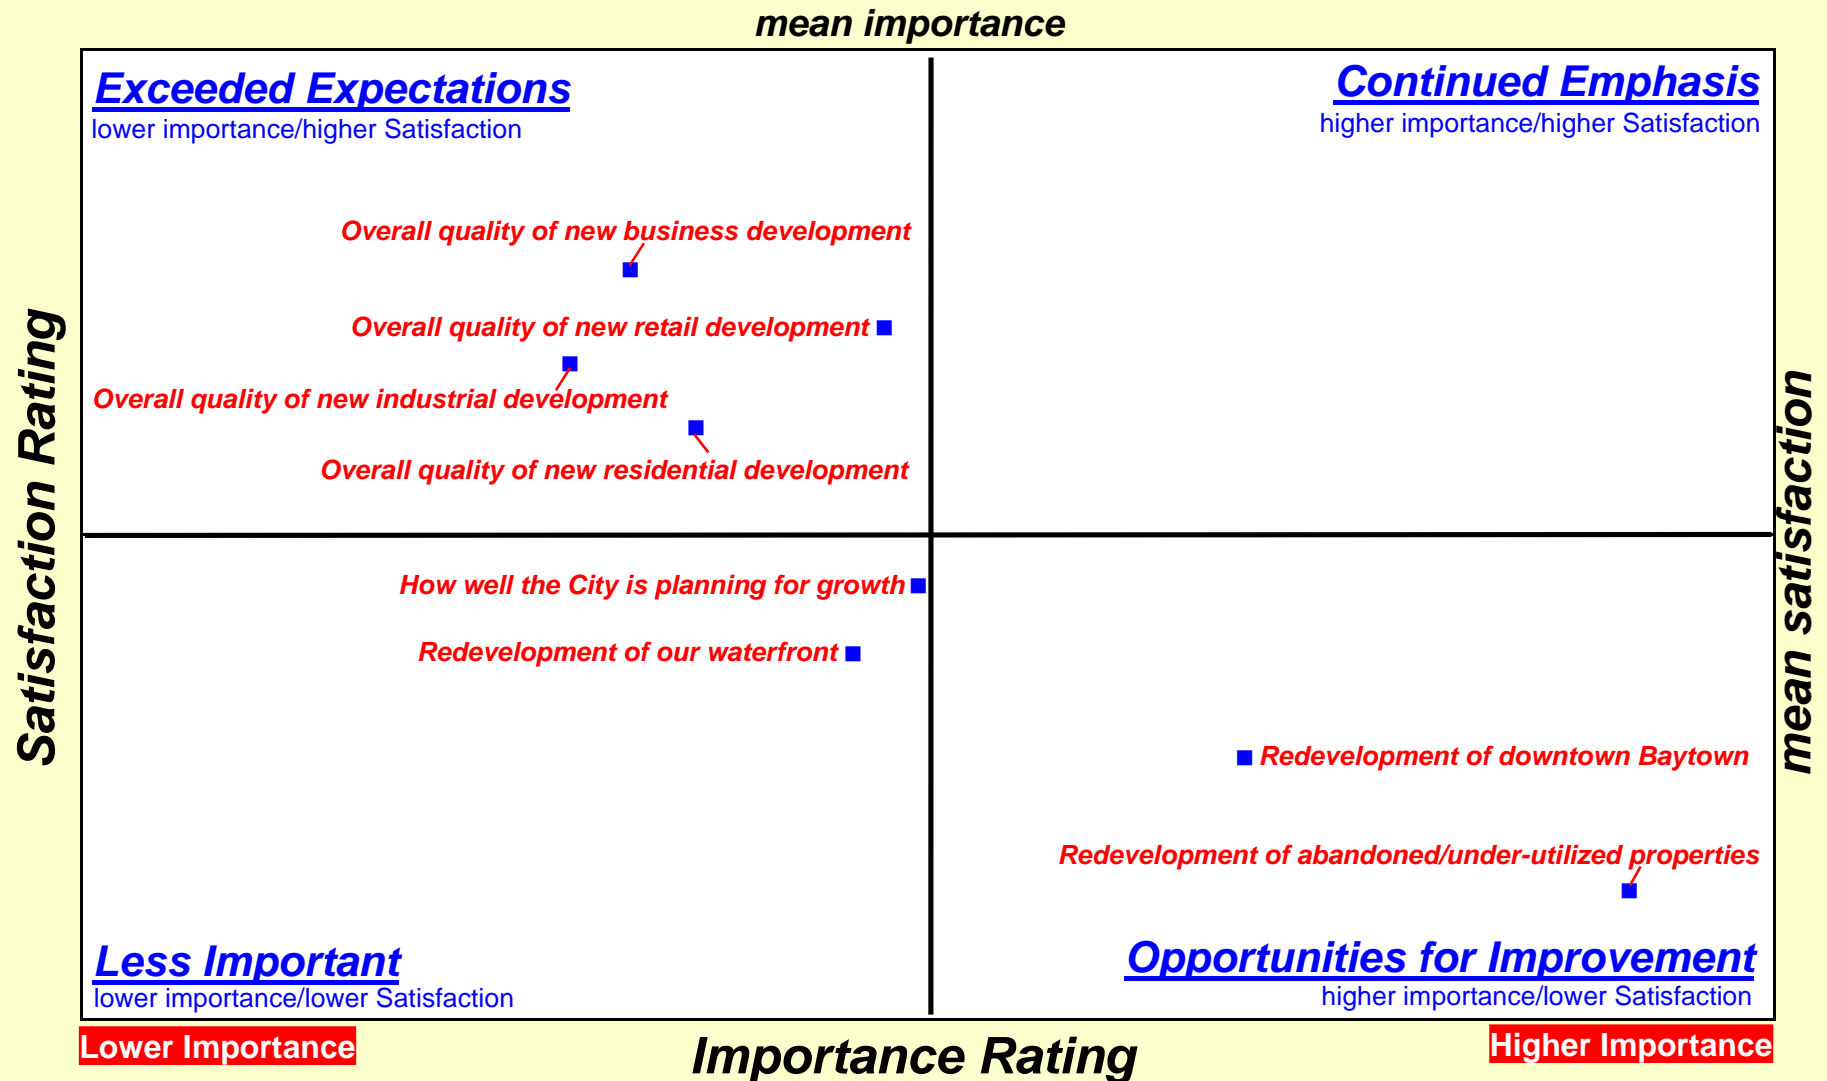 mean importance
Exceeded Expectations
lower importance/higher Satisfaction
Continued Emphasis
higher importance/higher Satisfaction
Overall quality of new business development
Overall quality of new retail development
Overall quality of new industrial development
Overall quality of new residential development
Satisfaction Rating
mean satisfaction
How well the City is planning for growth
Redevelopment of our waterfront
Redevelopment of downtown Baytown
Redevelopment of abandoned/under-utilized properties
Less Important
lower importance/lower Satisfaction
Opportunities for Improvement
higher importance/lower Satisfaction
Lower Importance
Importance Rating
Higher Importance